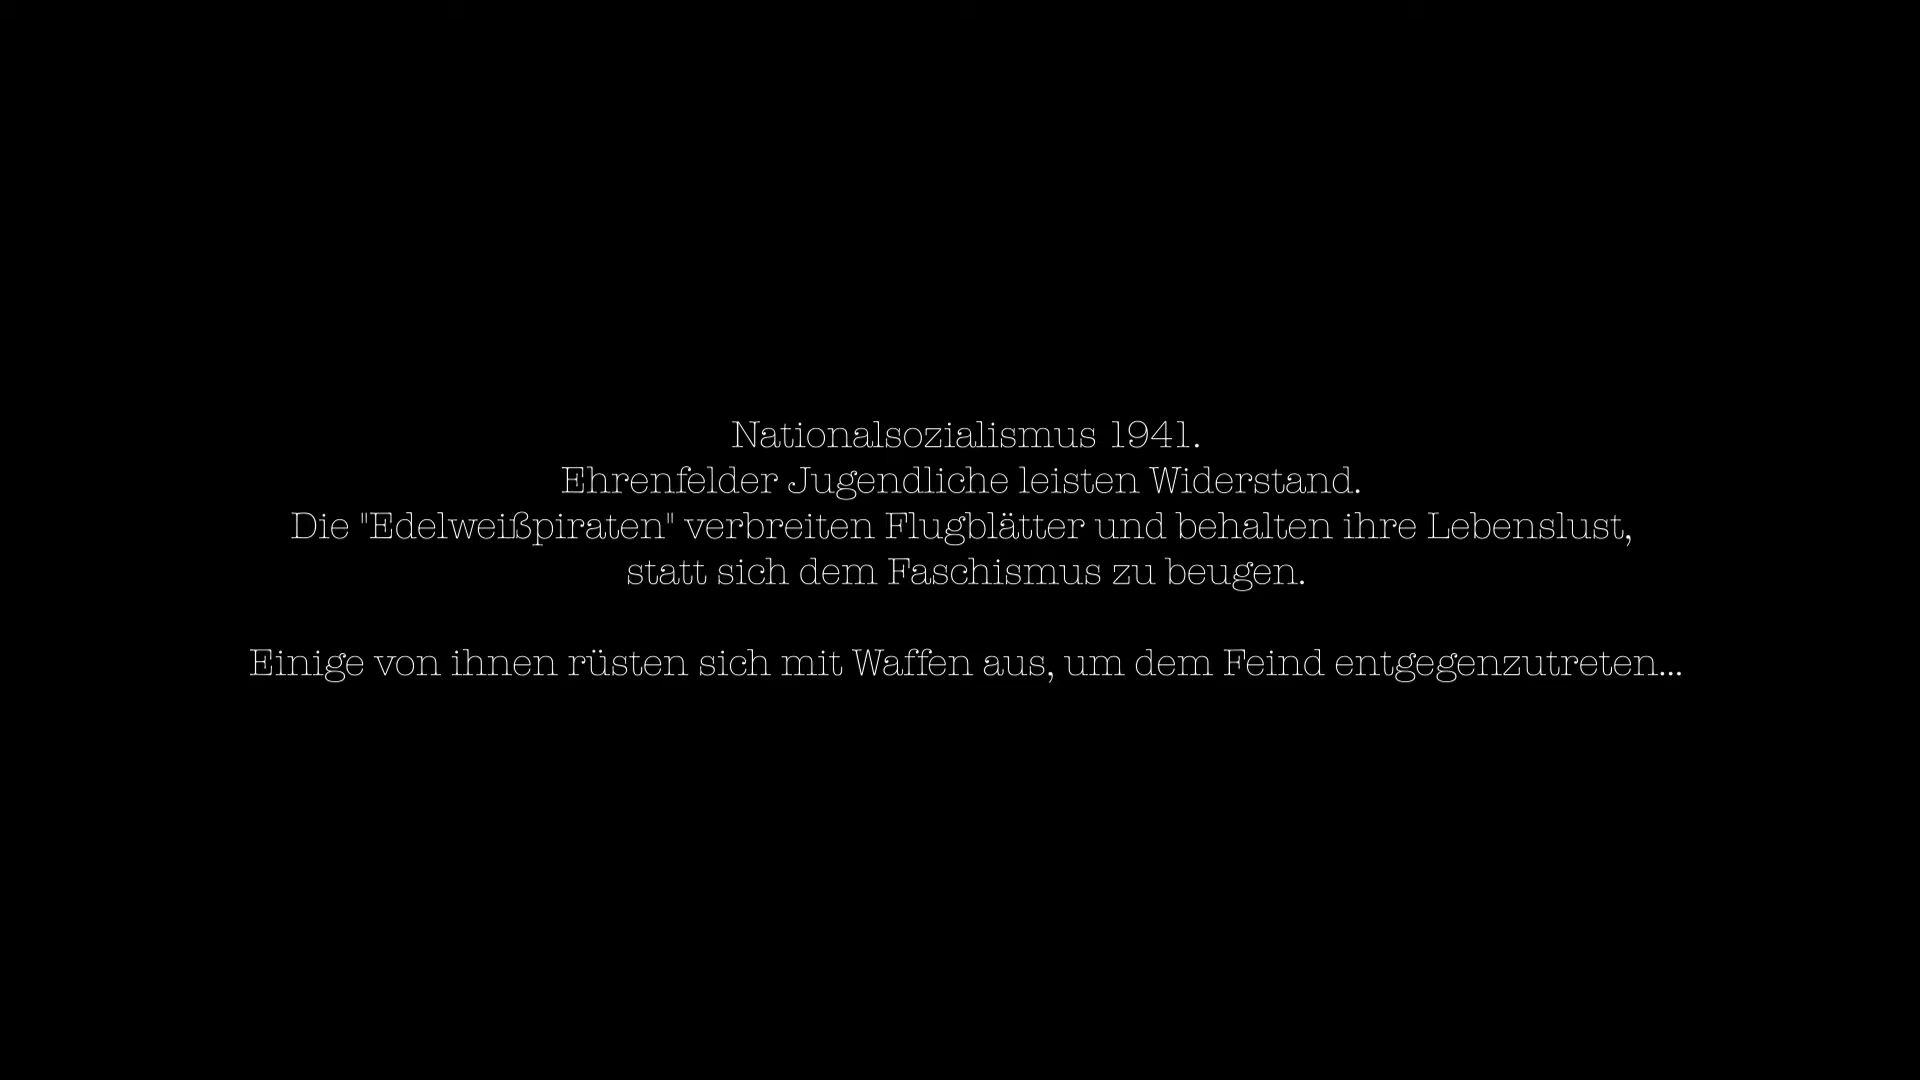 Nationalsozialismus 1941.
Ehrenfelder Jugendliche leisten Widerstand.
Die "Edelweißpiraten" verbreiten Flugblätter und behalten ihre Lebenslust,
statt sich dem Faschismus zu beugen.
Einige von ihnen rüsten sich mit Waffen aus, um dem Feind entgegenzutreten...